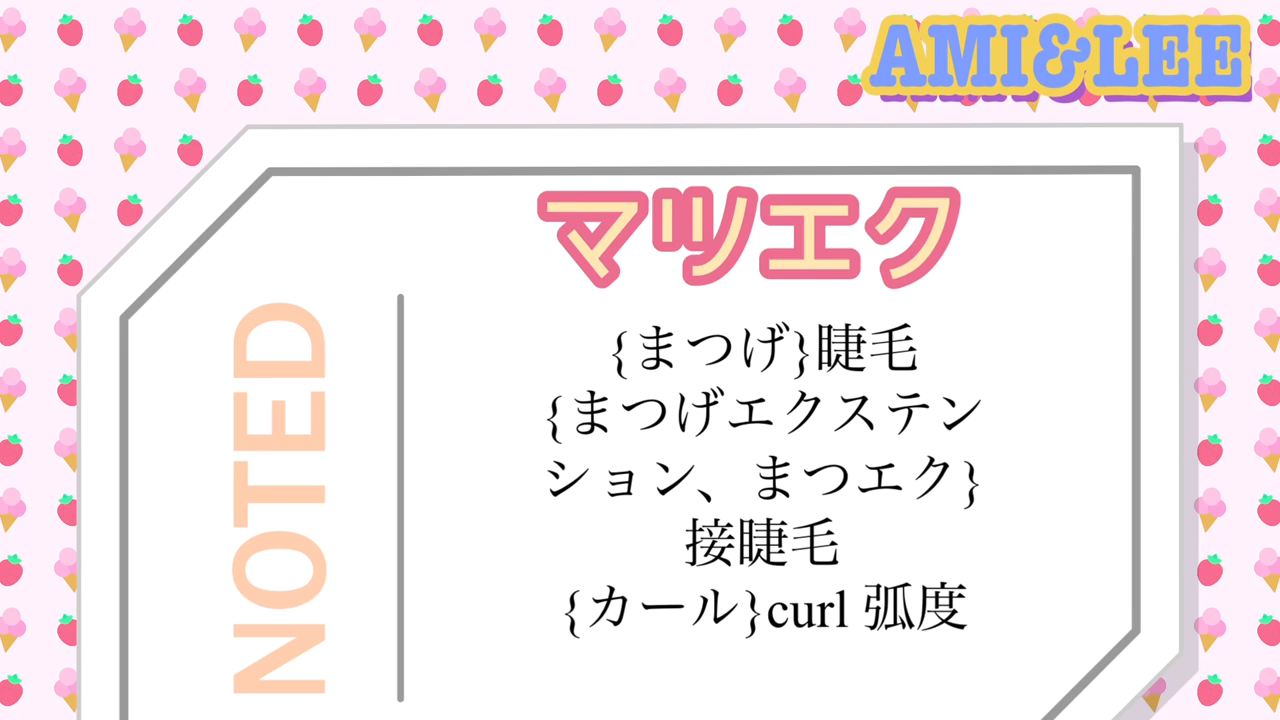 AMI&LEE
マツエク
NOTED
{まつげ}睫毛
{まつげエクステン
ション、まつエク}
接睫毛
{カール}curl 弧度